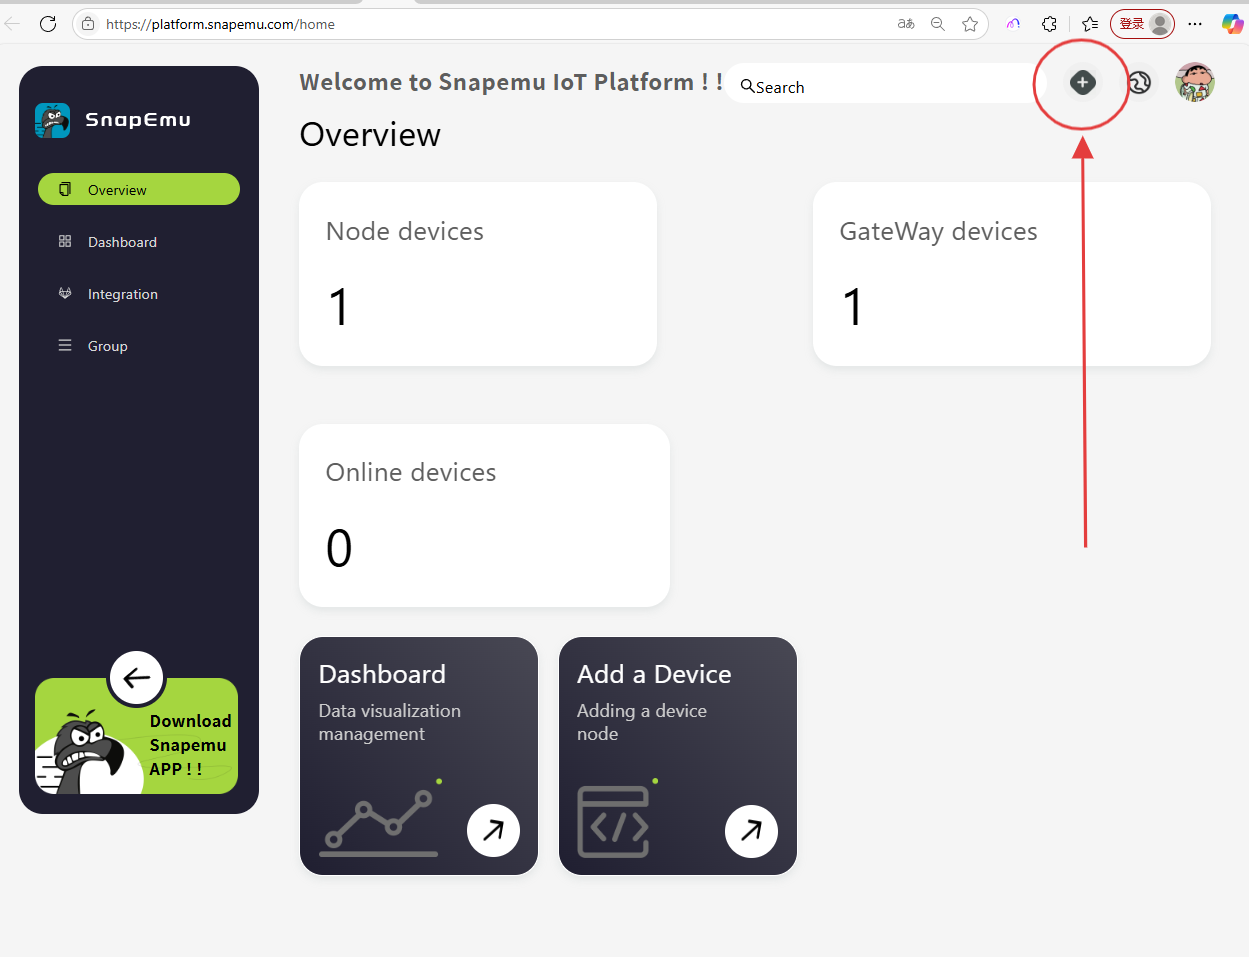 https://platform.snapemu.com/home
aあ
登录
SnapEmu
Welcome to Snapemu IoT Platform ! !
Search
Overview
Overview
Dashboard
Integration
Group
Node devices
1
GateWay devices
1
Online devices
0
Dashboard
Data visualization
management
Add a Device
Adding a device
node
Download
Snapemu
APP ! !